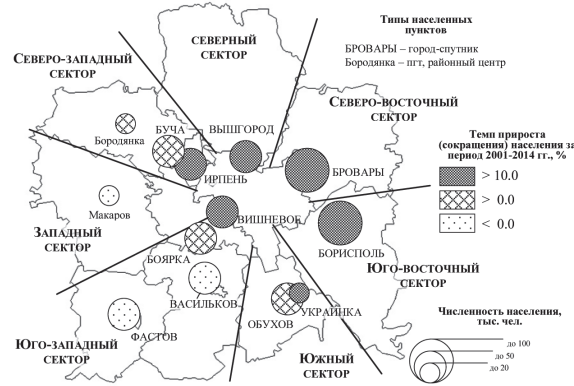 СЕВЕРНЫЙ
СЕКТОР
Типы населенных
пунктов
БРОВАРЫ – город-спутник
Бородянка – пгт, районный центр
СЕВЕРО-ЗАПАДНЫЙ
СЕКТОР
СЕВЕРО-ВОСТОЧНЫЙ
СЕКТОР
Бородянка
БУЧА
ВЫШГОРОД
ИРПЕНЬ
БРОВАРЫ
Темп прироста
(сокращения) населения за
период 2001-2014 гг., %
> 10.0
> 0.0
< 0.0
Макаров
ЗАПАДНЫЙ
СЕКТОР
ВИШНЕВОЕ
БОЯРКА
БОРИСПОЛЬ
ЮГО-ВОСТОЧНЫЙ
СЕКТОР
ВАСИЛЬКОВ
УКРАИНКА
ОБУХОВ
ФАСТОВ
ЮГО-ЗАПАДНЫЙ
СЕКТОР
ЮЖНЫЙ
СЕКТОР
Численность населения,
тыс. чел.
до 100
до 50
до 20